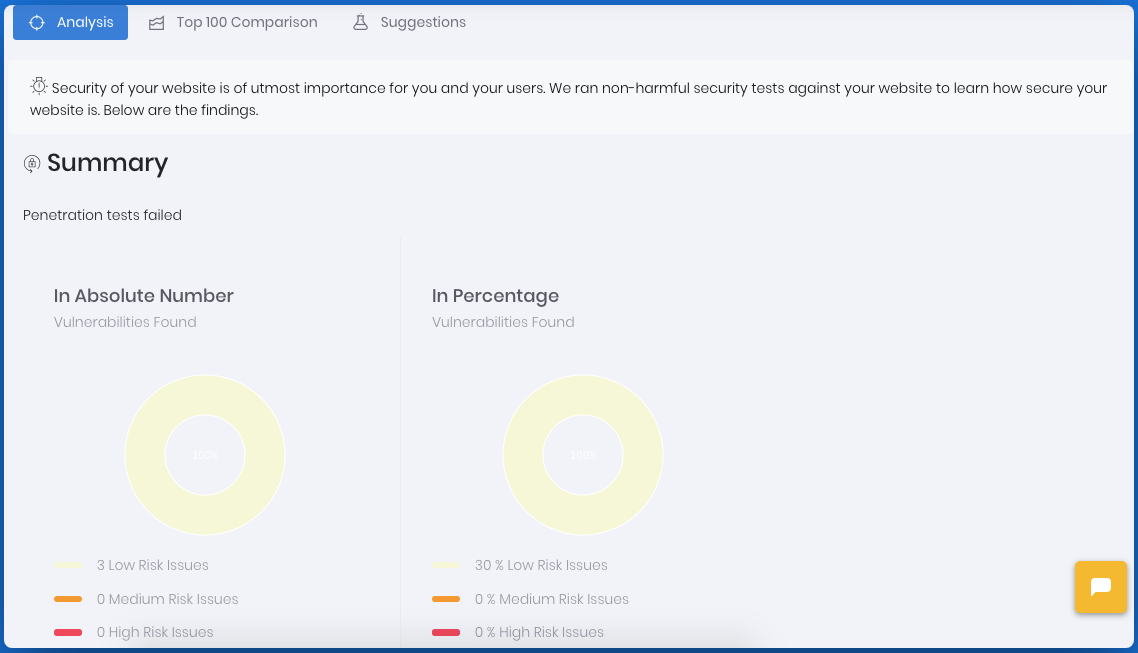 Analysis
Top 100 Comparison
Suggestions
Security of your website is of utmost importance for you and your users. We ran non-harmful security tests against your website to learn how secure your
website is. Below are the findings.
Summary
Penetration tests failed
In Absolute Number
Vulnerabilities Found
100%
3 Low Risk Issues
0 Medium Risk Issues
0 High Risk Issues
In Percentage
Vulnerabilities Found
100%
30 % Low Risk Issues
0 % Medium Risk Issues
0 % High Risk Issues